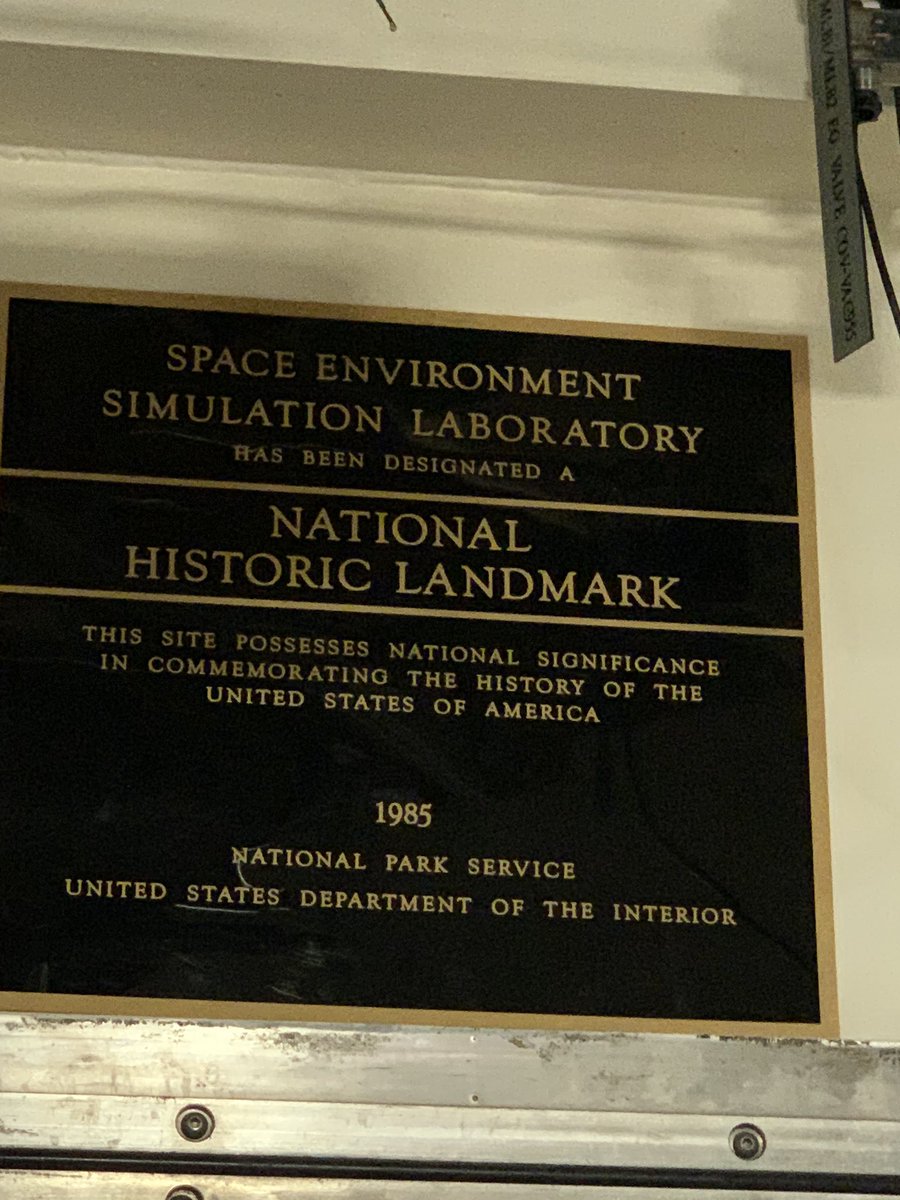 SPACE ENVIRONMENT
SIMULATION LABORATORY
HAS BEEN DESIGNATED A
NATIONAL
HISTORIC LANDMARK
THIS SITE POSSESSES NATIONAL SIGNIFICANCE
IN COMMEMORATING THE HISTORY OF THE
UNITED STATES OF AMERICA
1985
NATIONAL PARK SERVICE
UNITED STATES DEPARTMENT OF THE INTERIOR
VALVE